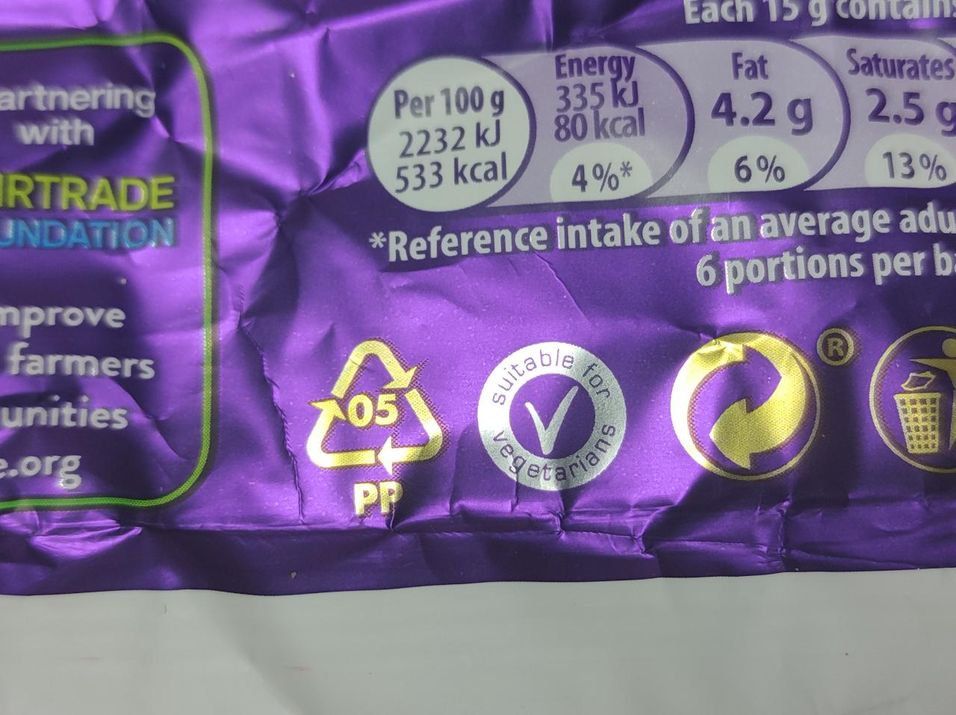 artnering
with
IRTRADE
UNDATION
mprove
farmers
unities
e.org
Each 15 g contains
Per 100 g
2232 kJ
533 kcal
Energy
335 kJ
80 kcal
4%*
Fat
4.2 g
6%
Saturates
2.5 g
13%
*Reference intake of an average adu
6 portions per ba
05
PP
suitable for
vegetarians
®